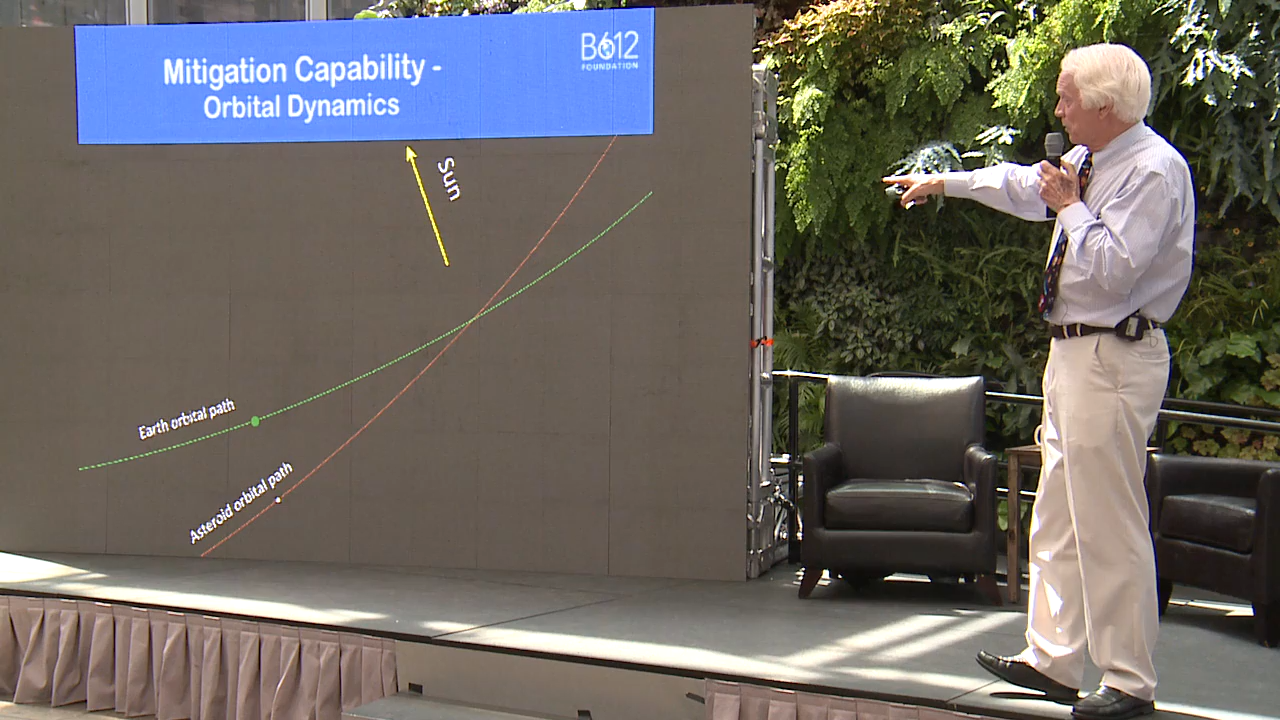 Mitigation Capability -
Orbital Dynamics
B612
FOUNDATION
Sun
Earth orbital path
Asteroid orbital path